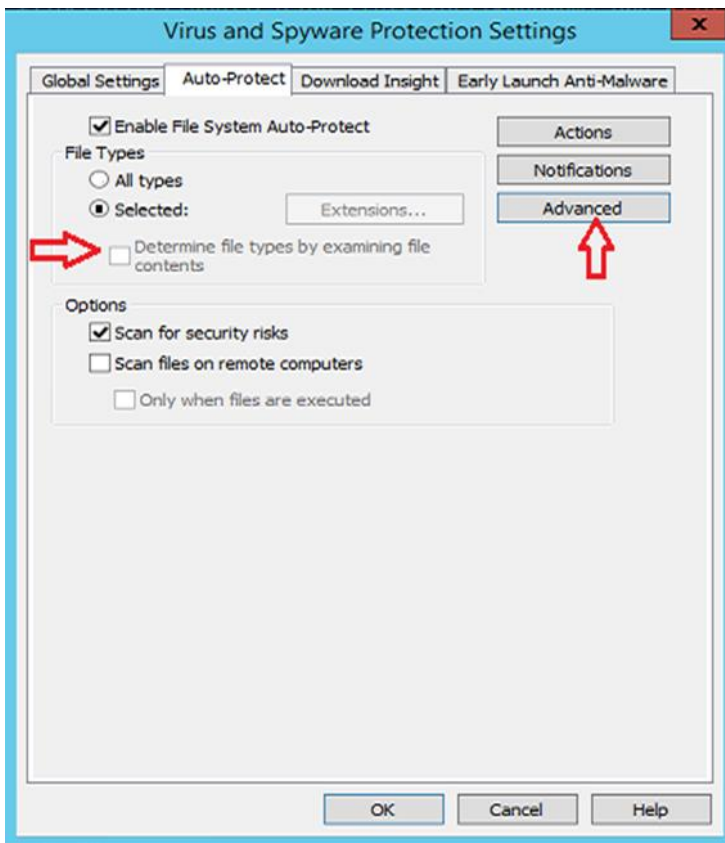 Virus and Spyware Protection Settings
x
Global Settings Auto-Protect Download Insight Early Launch Anti-Malware
Enable File System Auto-Protect
Actions
File Types
Notifications
All types
Selected: Extensions...
Advanced
Determine file types by examining file
contents
Options
Scan for security risks
Scan files on remote computers
Only when files are executed
OK Cancel Help